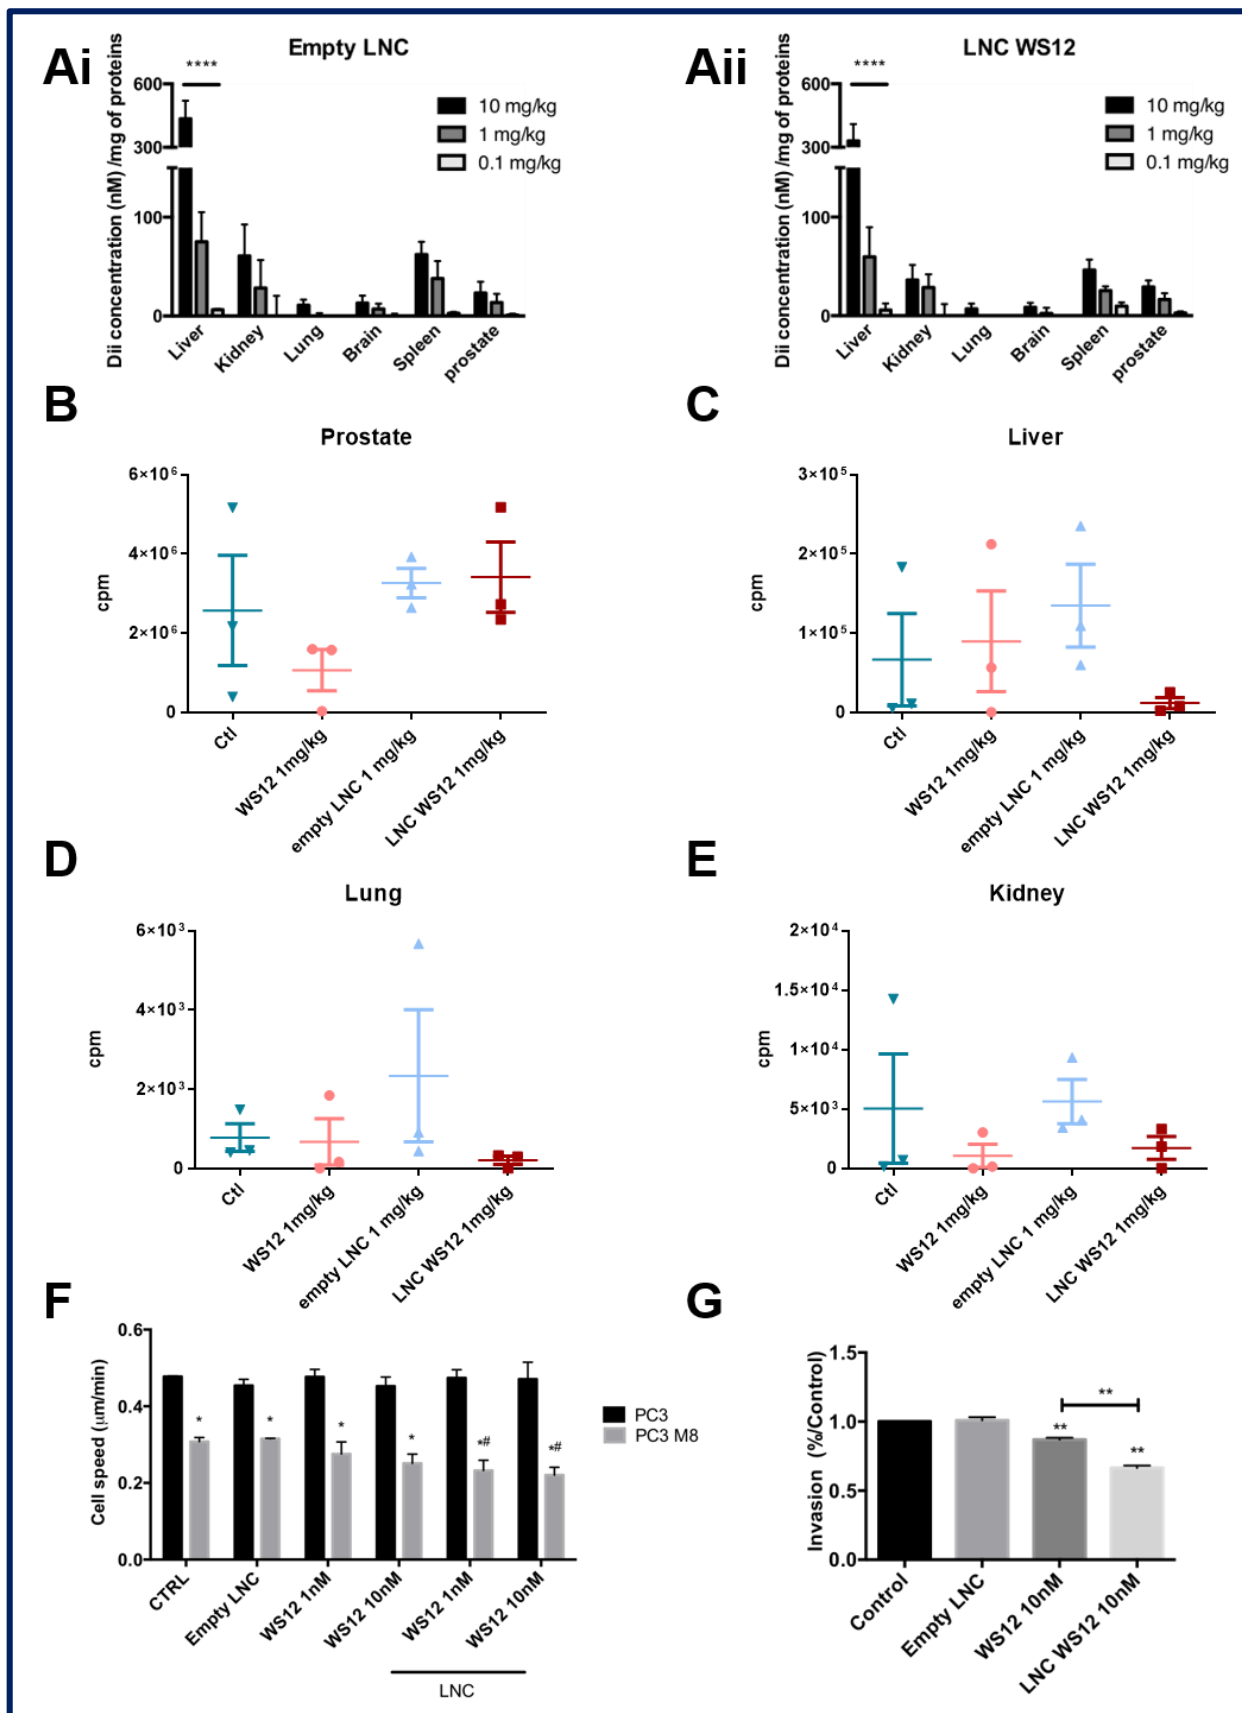 Ai
Empty LNC
Dii concentration (nM) /mg of proteins
****
600
300
100
0
10 mg/kg
1 mg/kg
0.1 mg/kg
Liver
Kidney
Lung
Brain
Spleen
prostate
Aii
LNC WS12
Dii concentration (nM) /mg of proteins
****
600
300
100
0
10 mg/kg
1 mg/kg
0.1 mg/kg
Liver
Kidney
Lung
Brain
Spleen
prostate
B
Prostate
cpm
6×10⁶
4×10⁶
2×10⁶
0
Ctl
WS12 1mg/kg
empty LNC 1 mg/kg
LNC WS12 1mg/kg
C
Liver
cpm
3×10⁵
2×10⁵
1×10⁵
0
Ctl
WS12 1mg/kg
empty LNC 1 mg/kg
LNC WS12 1mg/kg
D
Lung
cpm
6×10³
4×10³
2×10³
0
Ctl
WS12 1mg/kg
empty LNC 1 mg/kg
LNC WS12 1mg/kg
E
Kidney
cpm
2×10⁴
1.5×10⁴
1×10⁴
5×10³
0
Ctl
WS12 1mg/kg
empty LNC 1 mg/kg
LNC WS12 1mg/kg
F
Cell speed (μm/min)
0.6
0.4
0.2
0.0
*
*
*
*
*#
*#
PC3
PC3 M8
CTRL
Empty LNC
WS12 1nM
WS12 10nM
WS12 1nM
WS12 10nM
LNC
G
Invasion (%/Control)
1.5
1.0
0.5
0.0
**
**
**
Control
Empty LNC
WS12 10nM
LNC WS12 10nM